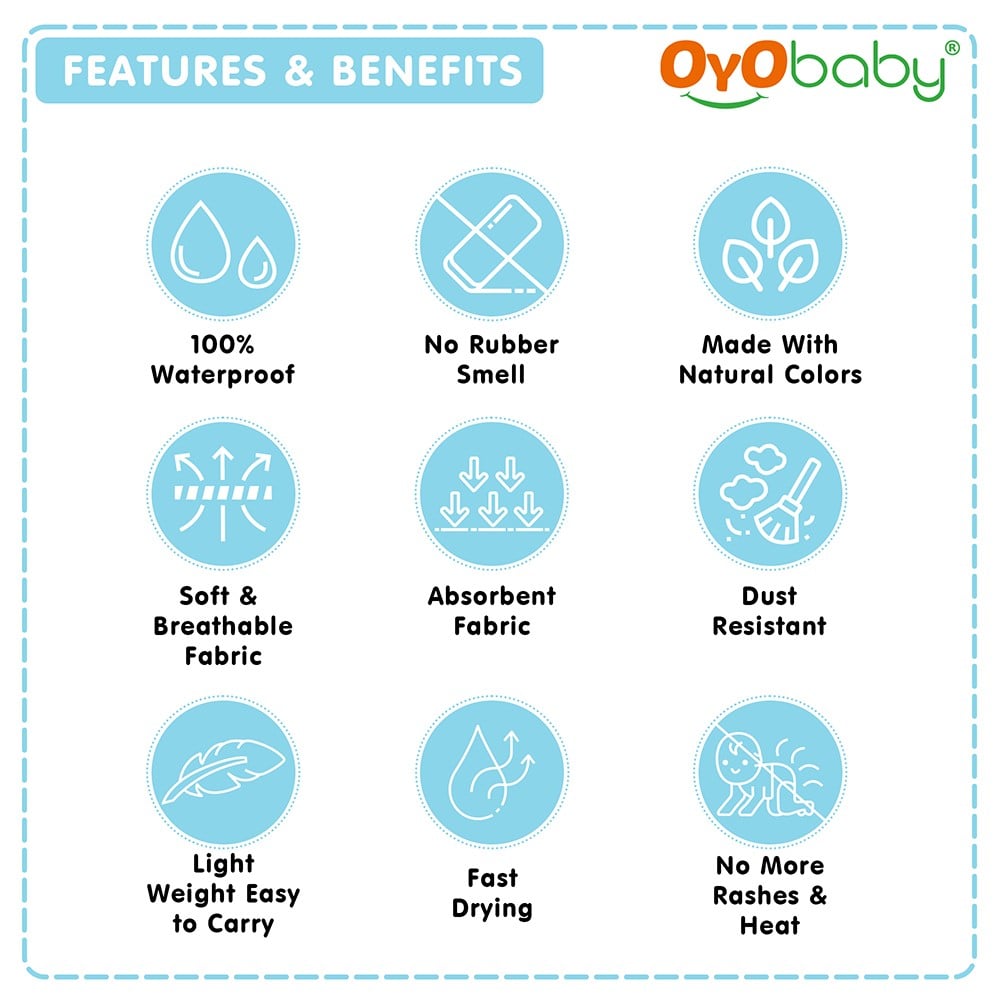 FEATURES & BENEFITS
OyObaby®
100%
Waterproof
No Rubber
Smell
Made With
Natural Colors
Soft &
Breathable
Fabric
Absorbent
Fabric
Dust
Resistant
Light
Weight Easy
to Carry
Fast
Drying
No More
Rashes &
Heat